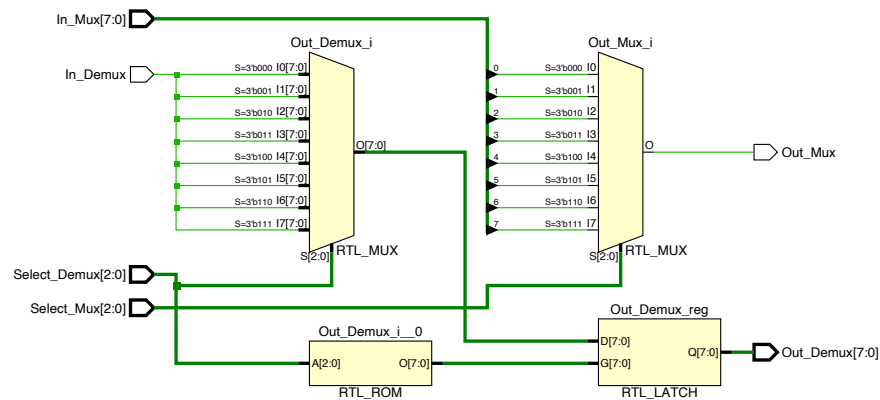 In_Mux[7:0]
Out_Demux_i
Out_Mux_i
In_Demux
S=3'b000 I0[7:0]
S=3'b001 I1[7:0]
S=3'b010 I2[7:0]
S=3'b011 I3[7:0]
S=3'b100 I4[7:0]
S=3'b101 I5[7:0]
S=3'b110 I6[7:0]
S=3'b111 I7[7:0]
O[7:0]
S[2:0]
RTL_MUX
0 S=3'b000 I0
1 S=3'b001 I1
2 S=3'b010 I2
3 S=3'b011 I3
4 S=3'b100 I4
5 S=3'b101 I5
6 S=3'b110 I6
7 S=3'b111 I7
O
Out_Mux
S[2:0]
RTL_MUX
Select_Demux[2:0]
Select_Mux[2:0]
Out_Demux_i__0
A[2:0] O[7:0]
RTL_ROM
Out_Demux_reg
D[7:0]
G[7:0]
Q[7:0]
RTL_LATCH
Out_Demux[7:0]